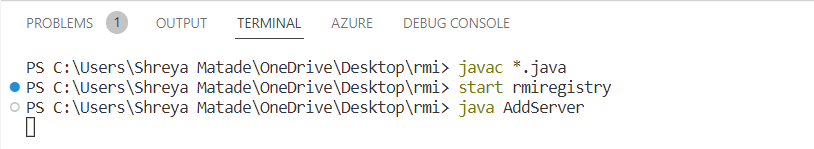 PROBLEMS 1 OUTPUT TERMINAL AZURE DEBUG CONSOLE
PS C:\Users\Shreya Matade\OneDrive\Desktop\rmi> javac *.java
PS C:\Users\Shreya Matade\OneDrive\Desktop\rmi> start rmiregistry
PS C:\Users\Shreya Matade\OneDrive\Desktop\rmi> java AddServer